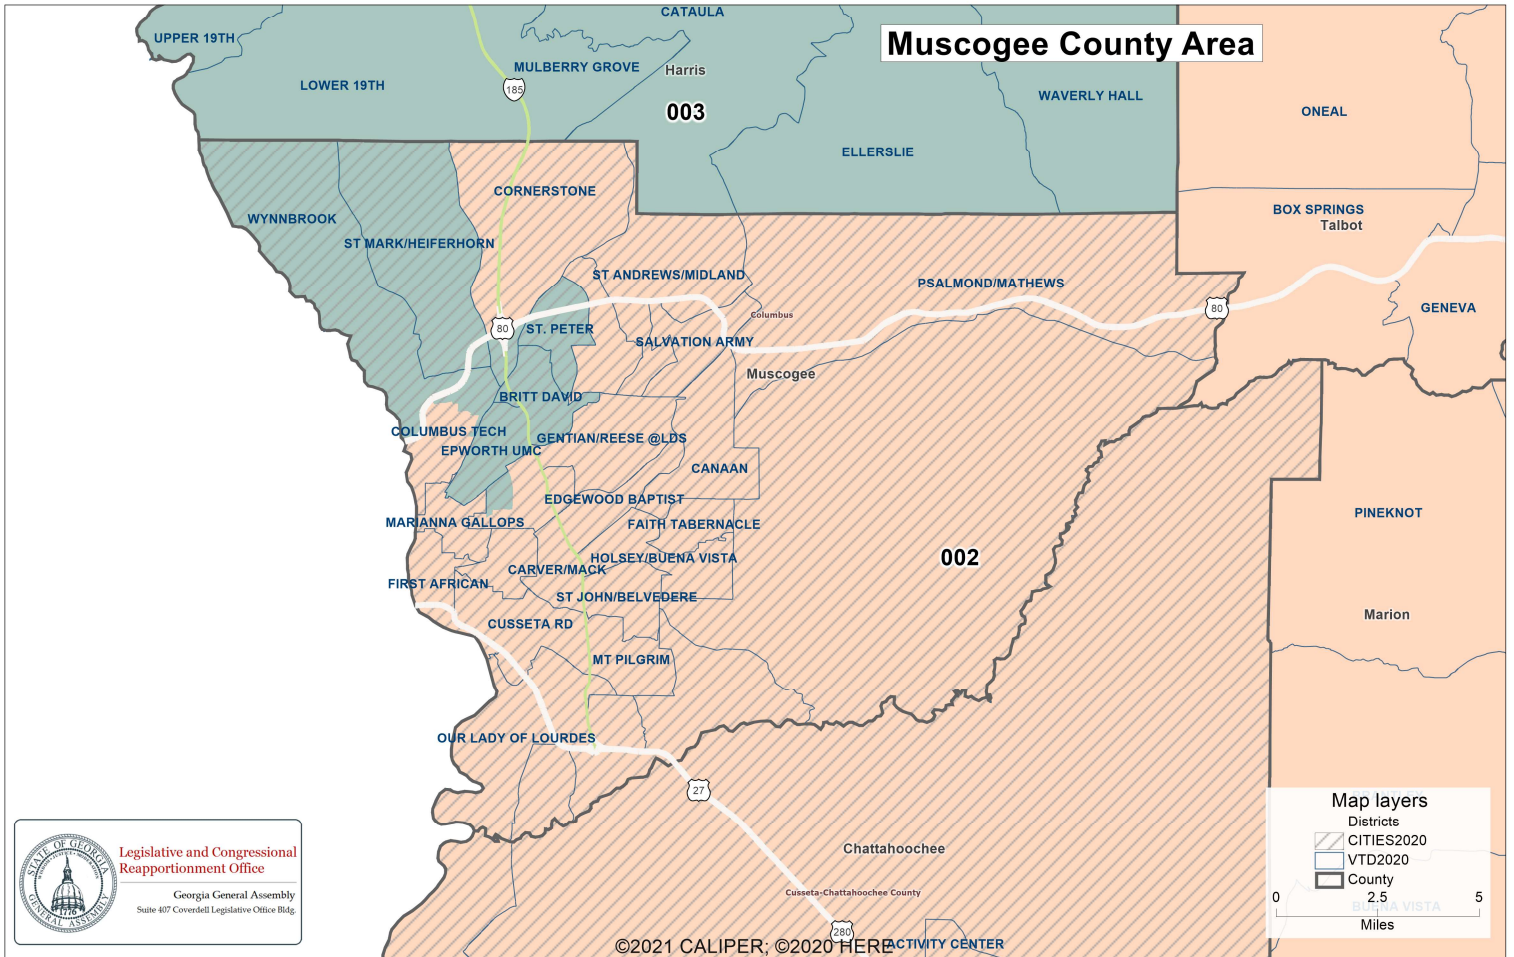 CATAULA
UPPER 19TH
Muscogee County Area
MULBERRY GROVE
Harris
LOWER 19TH
185
WAVERLY HALL
003
ONEAL
ELLERSLIE
CORNERSTONE
WYNNBROOK
BOX SPRINGS
Talbot
ST MARK/HEIFERHORN
ST ANDREWS/MIDLAND
PSALMOND/MATHEWS
80
GENEVA
Columbus
80
ST. PETER
SALVATION ARMY
Muscogee
BRITT DAVID
COLUMBUS TECH
GENTIAN/REESE @LDS
EPWORTH UMC
CANAAN
EDGEWOOD BAPTIST
PINEKNOT
MARIANNA GALLOPS
FAITH TABERNACLE
HOLSEY/BUENA VISTA
002
CARVER/MACK
FIRST AFRICAN
ST JOHN/BELVEDERE
Marion
CUSSETA RD
MT PILGRIM
OUR LADY OF LOURDES
27
Chattahoochee
Cusseta-Chattahoochee County
280
ACTIVITY CENTER
©2021 CALIPER; ©2020 HERE
STATE OF GEORGIA
GENERAL ASSEMBLY
1776
Legislative and Congressional
Reapportionment Office
Georgia General Assembly
Suite 407 Coverdell Legislative Office Bldg.
Map layers
Districts
CITIES2020
VTD2020
County
0 2.5 5
BUENA VISTA
Miles